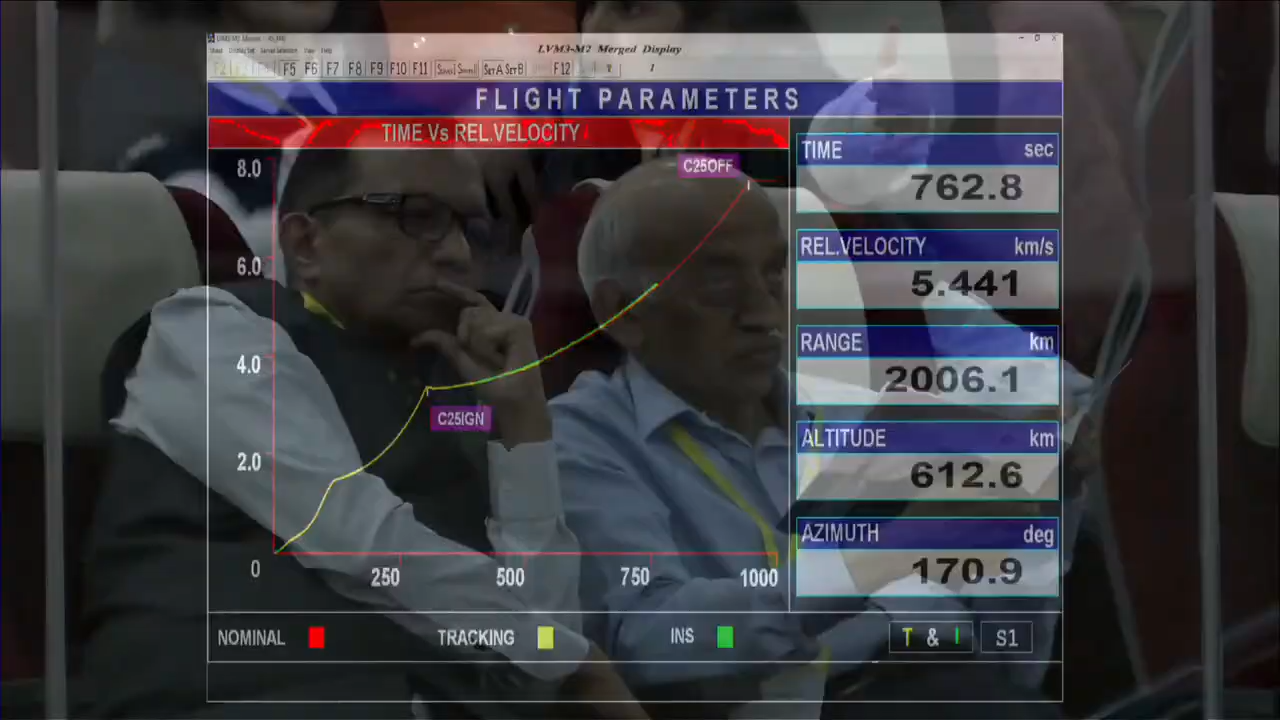 LVM3-M2 Merged Display
F5 F6 F7 F8 F9 F10 F11 SET A SET B F12 T I
FLIGHT PARAMETERS
TIME Vs REL.VELOCITY
8.0
6.0
4.0
2.0
0
250 500 750 1000
C25OFF
C25IGN
TIME sec
762.8
REL.VELOCITY km/s
5.441
RANGE km
2006.1
ALTITUDE km
612.6
AZIMUTH deg
170.9
NOMINAL TRACKING INS T & I S1